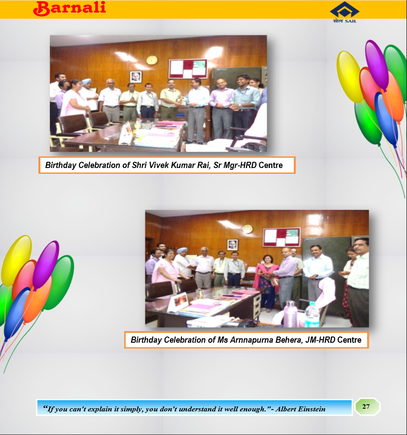 Barnali
सेल SAIL
Birthday Celebration of Shri Vivek Kumar Rai, Sr Mgr-HRD Centre
Birthday Celebration of Ms Arnnapurna Behera, JM-HRD Centre
“If you can’t explain it simply, you don’t understand it well enough.”- Albert Einstein
27